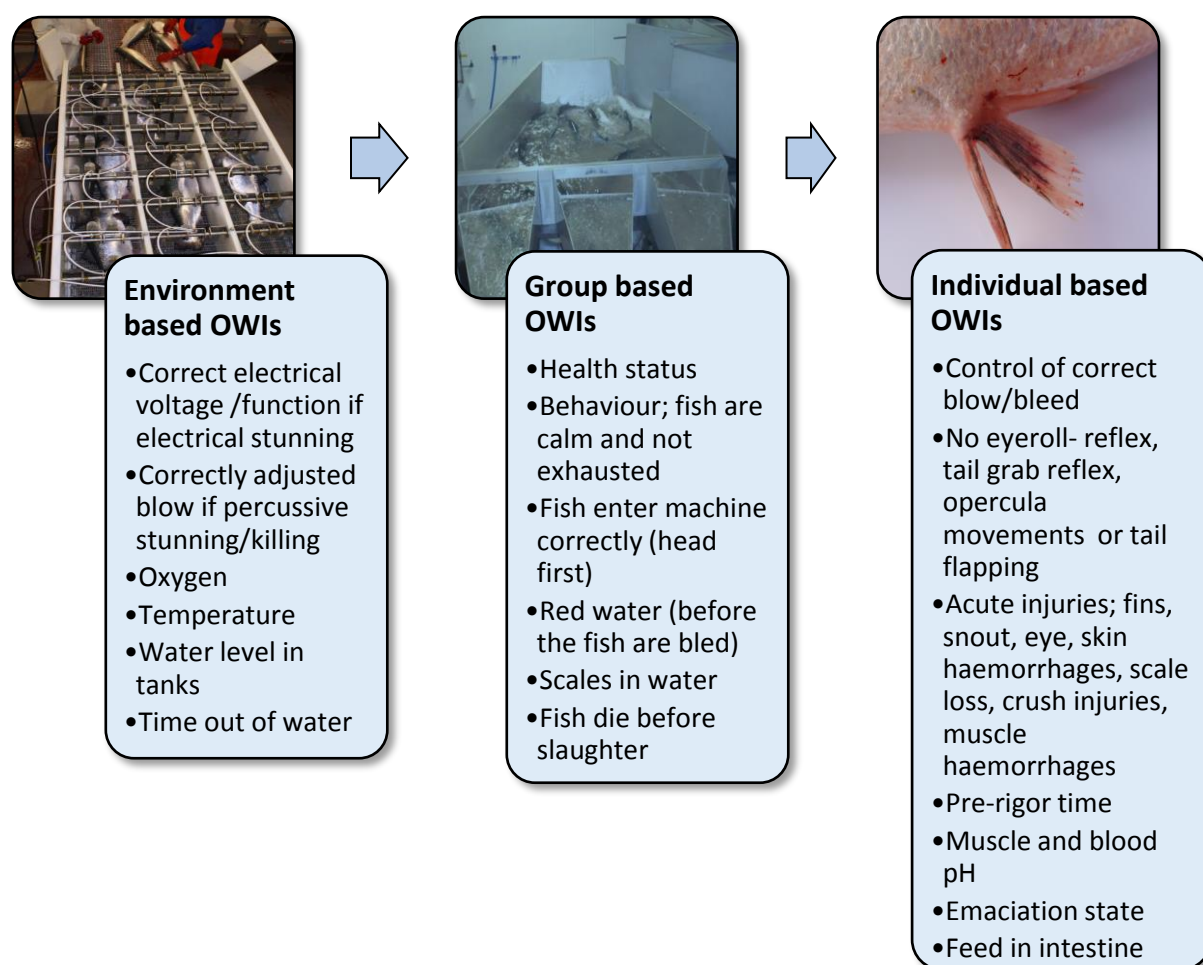 Environment
based OWIs
•Correct electrical
voltage /function if
electrical stunning
•Correctly adjusted
blow if percussive
stunning/killing
•Oxygen
•Temperature
•Water level in
tanks
•Time out of water
Group based
OWIs
•Health status
•Behaviour; fish are
calm and not
exhausted
•Fish enter machine
correctly (head
first)
•Red water (before
the fish are bled)
•Scales in water
•Fish die before
slaughter
Individual based
OWIs
•Control of correct
blow/bleed
•No eyeroll- reflex,
tail grab reflex,
opercula
movements or tail
flapping
•Acute injuries; fins,
snout, eye, skin
haemorrhages, scale
loss, crush injuries,
muscle
haemorrhages
•Pre-rigor time
•Muscle and blood
pH
•Emaciation state
•Feed in intestine